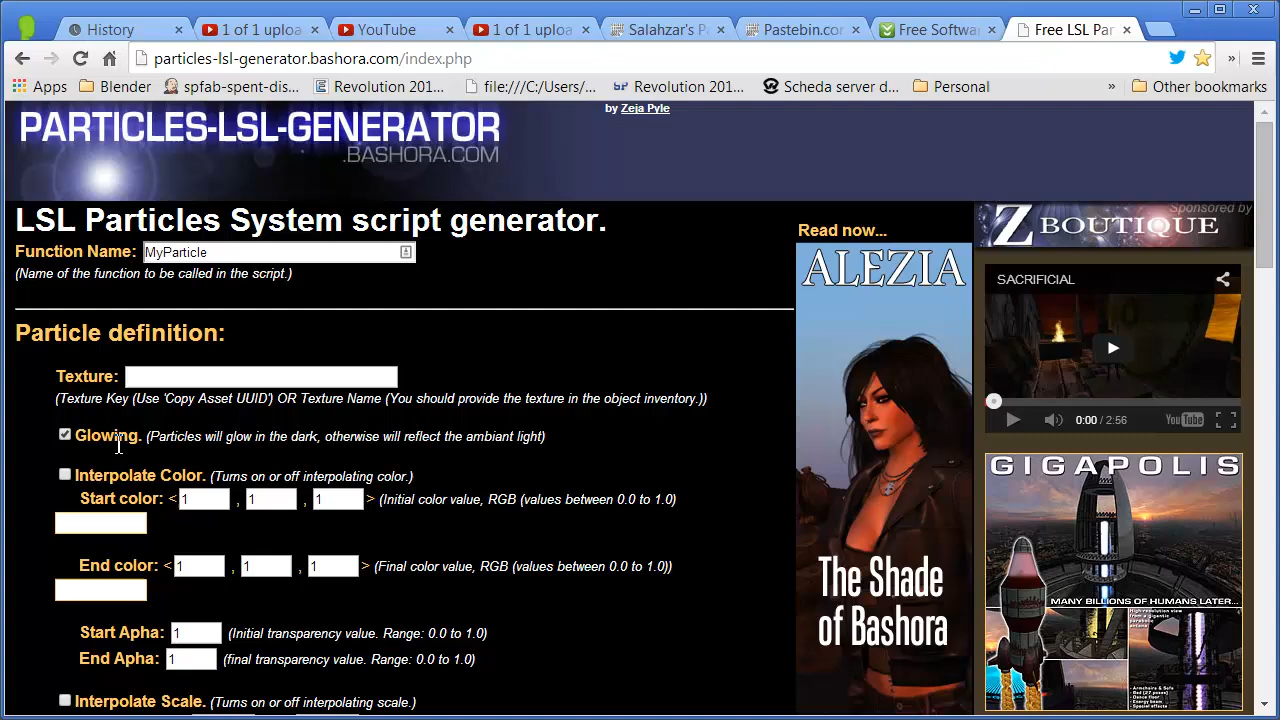 History
1 of 1 uploa
YouTube
1 of 1 uploa
Salahzar's P
Pastebin.co
Free Softwa
Free LSL Par
particles-lsl-generator.bashora.com/index.php
Apps
Blender
spfab-spent-dis...
Revolution 201...
file:///C:/Users/...
Revolution 20...
Scheda server d...
Personal
»
Other bookmarks
by Zeja Pyle
PARTICLES-LSL-GENERATOR
.BASHORA.COM
LSL Particles System script generator.
Function Name: MyParticle
(Name of the function to be called in the script.)
Particle definition:
Texture:
(Texture Key (Use 'Copy Asset UUID') OR Texture Name (You should provide the texture in the object inventory.))
Glowing. (Particles will glow in the dark, otherwise will reflect the ambiant light)
Interpolate Color. (Turns on or off interpolating color.)
Start color: < 1 , 1 , 1 > (Initial color value, RGB (values between 0.0 to 1.0)
End color: < 1 , 1 , 1 > (Final color value, RGB (values between 0.0 to 1.0))
Start Apha: 1 (Initial transparency value. Range: 0.0 to 1.0)
End Apha: 1 (final transparency value. Range: 0.0 to 1.0)
Interpolate Scale. (Turns on or off interpolating scale.)
Read now...
ALEZIA
The Shade
of Bashora
Sponsored by
Z BOUTIQUE
SACRIFICIAL
0:00 / 2:56
YouTube
GIGAPOLIS
MANY BILLIONS OF HUMANS LATER...